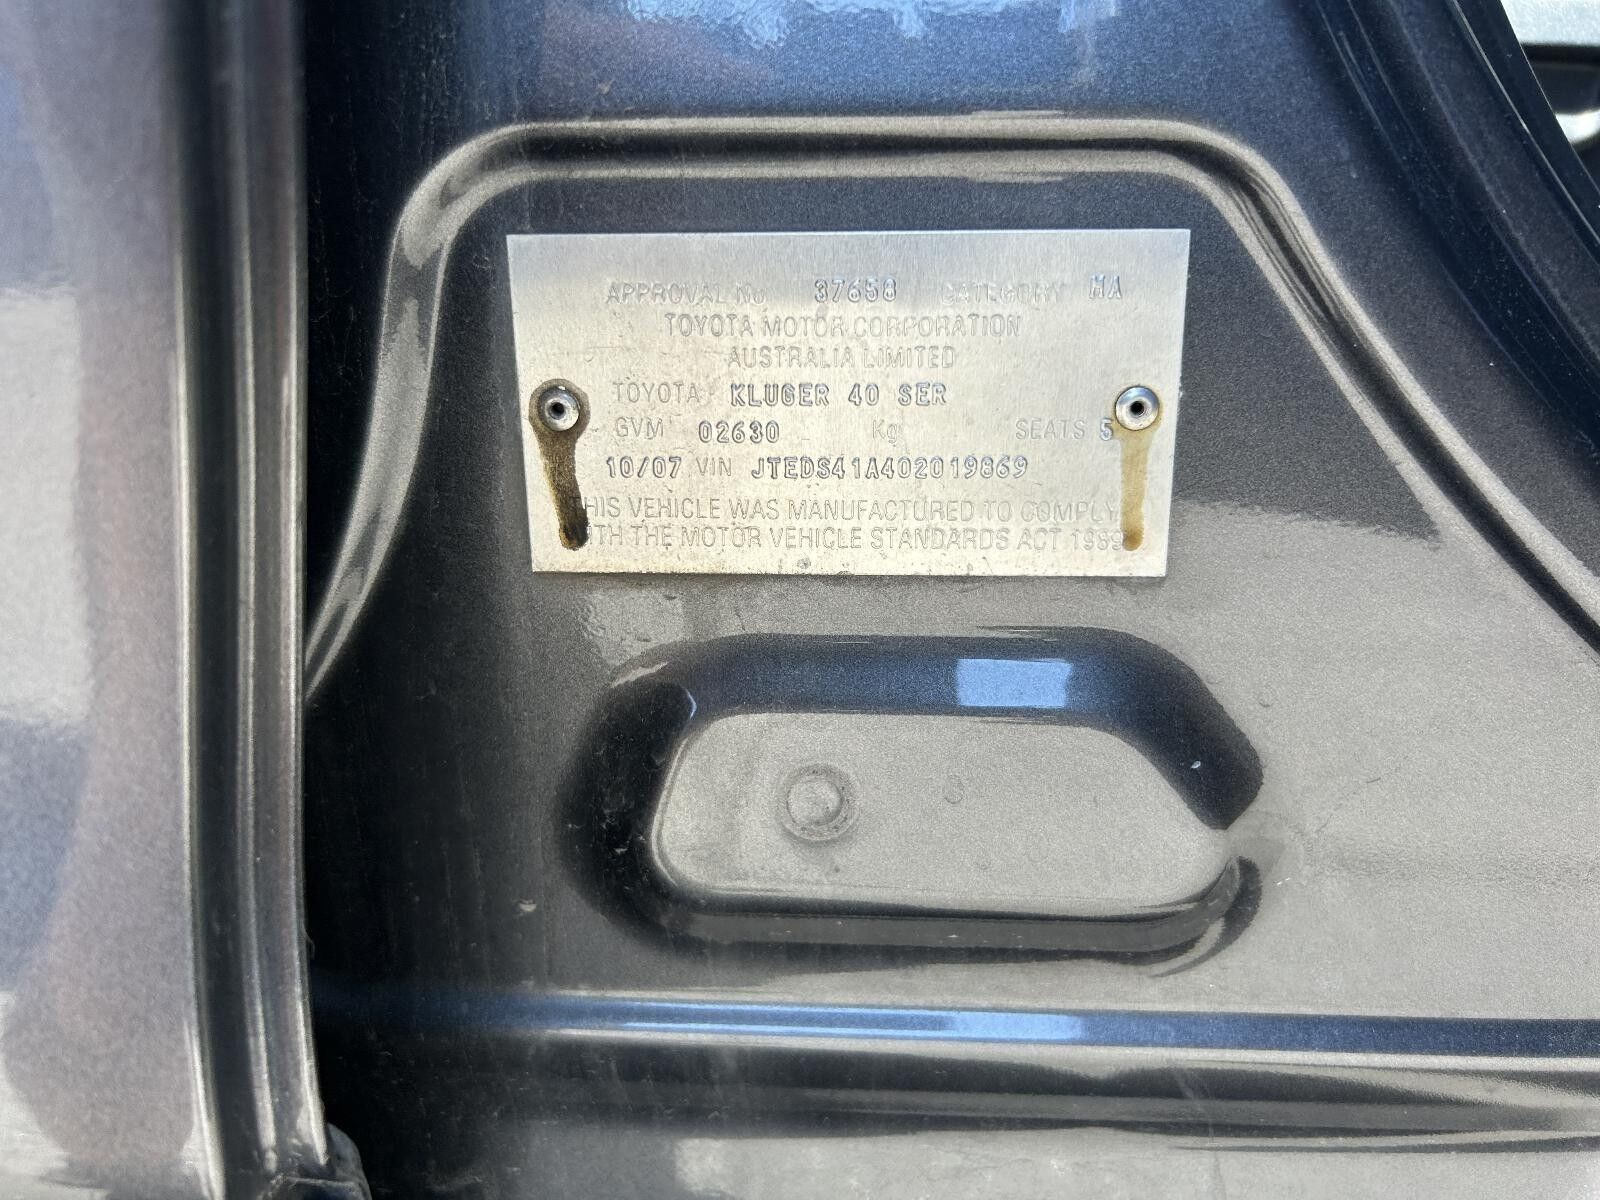 APPROVAL No 37658 CATEGORY MA
TOYOTA MOTOR CORPORATION
AUSTRALIA LIMITED
TOYOTA KLUGER 40 SER
GVM 02630 Kg SEATS 5
10/07 VIN JTEDS41A402019869
THIS VEHICLE WAS MANUFACTURED TO COMPLY
WITH THE MOTOR VEHICLE STANDARDS ACT 1989